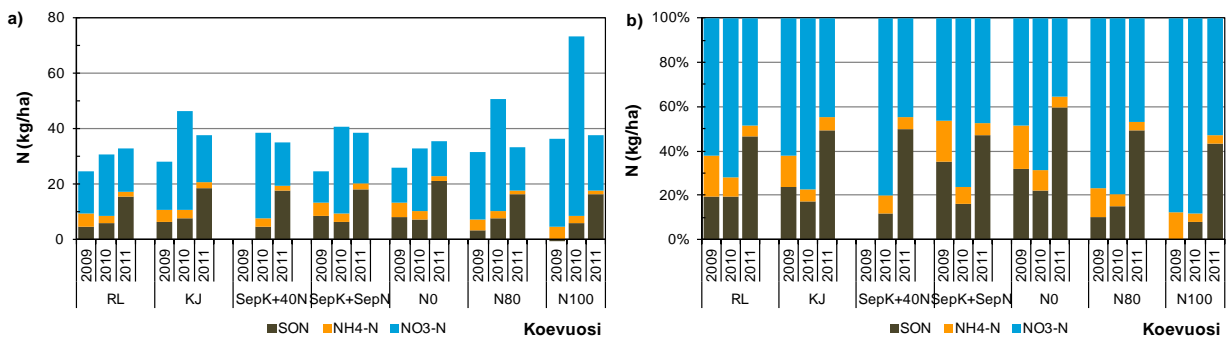 a)
N (kg/ha)
80
60
40
20
0
2009 2010 2011 2009 2010 2011 2010 2011 2009 2010 2011 2009 2010 2011 2009 2010 2011 2009 2010 2011
RL KJ SepK+40N SepK+SepN N0 N80 N100
SON NH4-N NO3-N
Koevuosi
b)
N (kg/ha)
100%
80%
60%
40%
20%
0%
2009 2010 2011 2009 2010 2011 2010 2011 2009 2010 2011 2009 2010 2011 2009 2010 2011 2009 2010 2011
RL KJ SepK+40N SepK+SepN N0 N80 N100
SON NH4-N NO3-N
Koevuosi